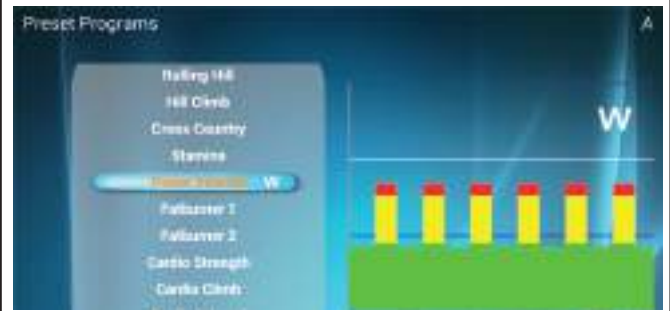 Preset Programs
A
Rolling Hill
Hill Climb
Cross Country
Stamina
W
Fatburner 1
Fatburner 2
Cardio Strength
Cardio Climb
W